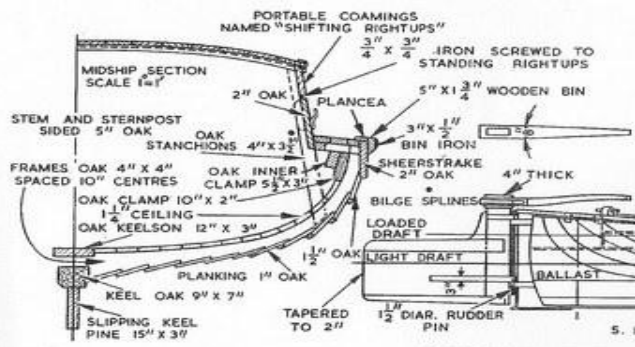 PORTABLE COAMINGS
NAMED "SHIFTING RIGHTUPS"
3/4" X 3/4" IRON SCREWED TO
STANDING RIGHTUPS
MIDSHIP SECTION
SCALE 1"=1'
2" OAK
PLANCEA
5" X 1 3/4" WOODEN BIN
STEM AND STERNPOST
SIDED 5" OAK
OAK
STANCHIONS 4" X 3
3" X 1/2"
BIN IRON
FRAMES OAK 4" X 4"
SPACED 10" CENTRES
OAK INNER
CLAMP 5 1/2" X 3"
SHEERSTRAKE
2" OAK
4" THICK
OAK CLAMP 10" X 2"
1 1/4" CEILING
OAK KEELSON 12" X 3"
BILGE SPLINES
LOADED
DRAFT
1 1/2" OAK
LIGHT DRAFT
PLANKING 1" OAK
BALLAST
KEEL OAK 9" X 7"
3"
SLIPPING KEEL
PINE 15" X 3"
TAPERED
TO 2"
1 1/2" DIAR. RUDDER
PIN
S.